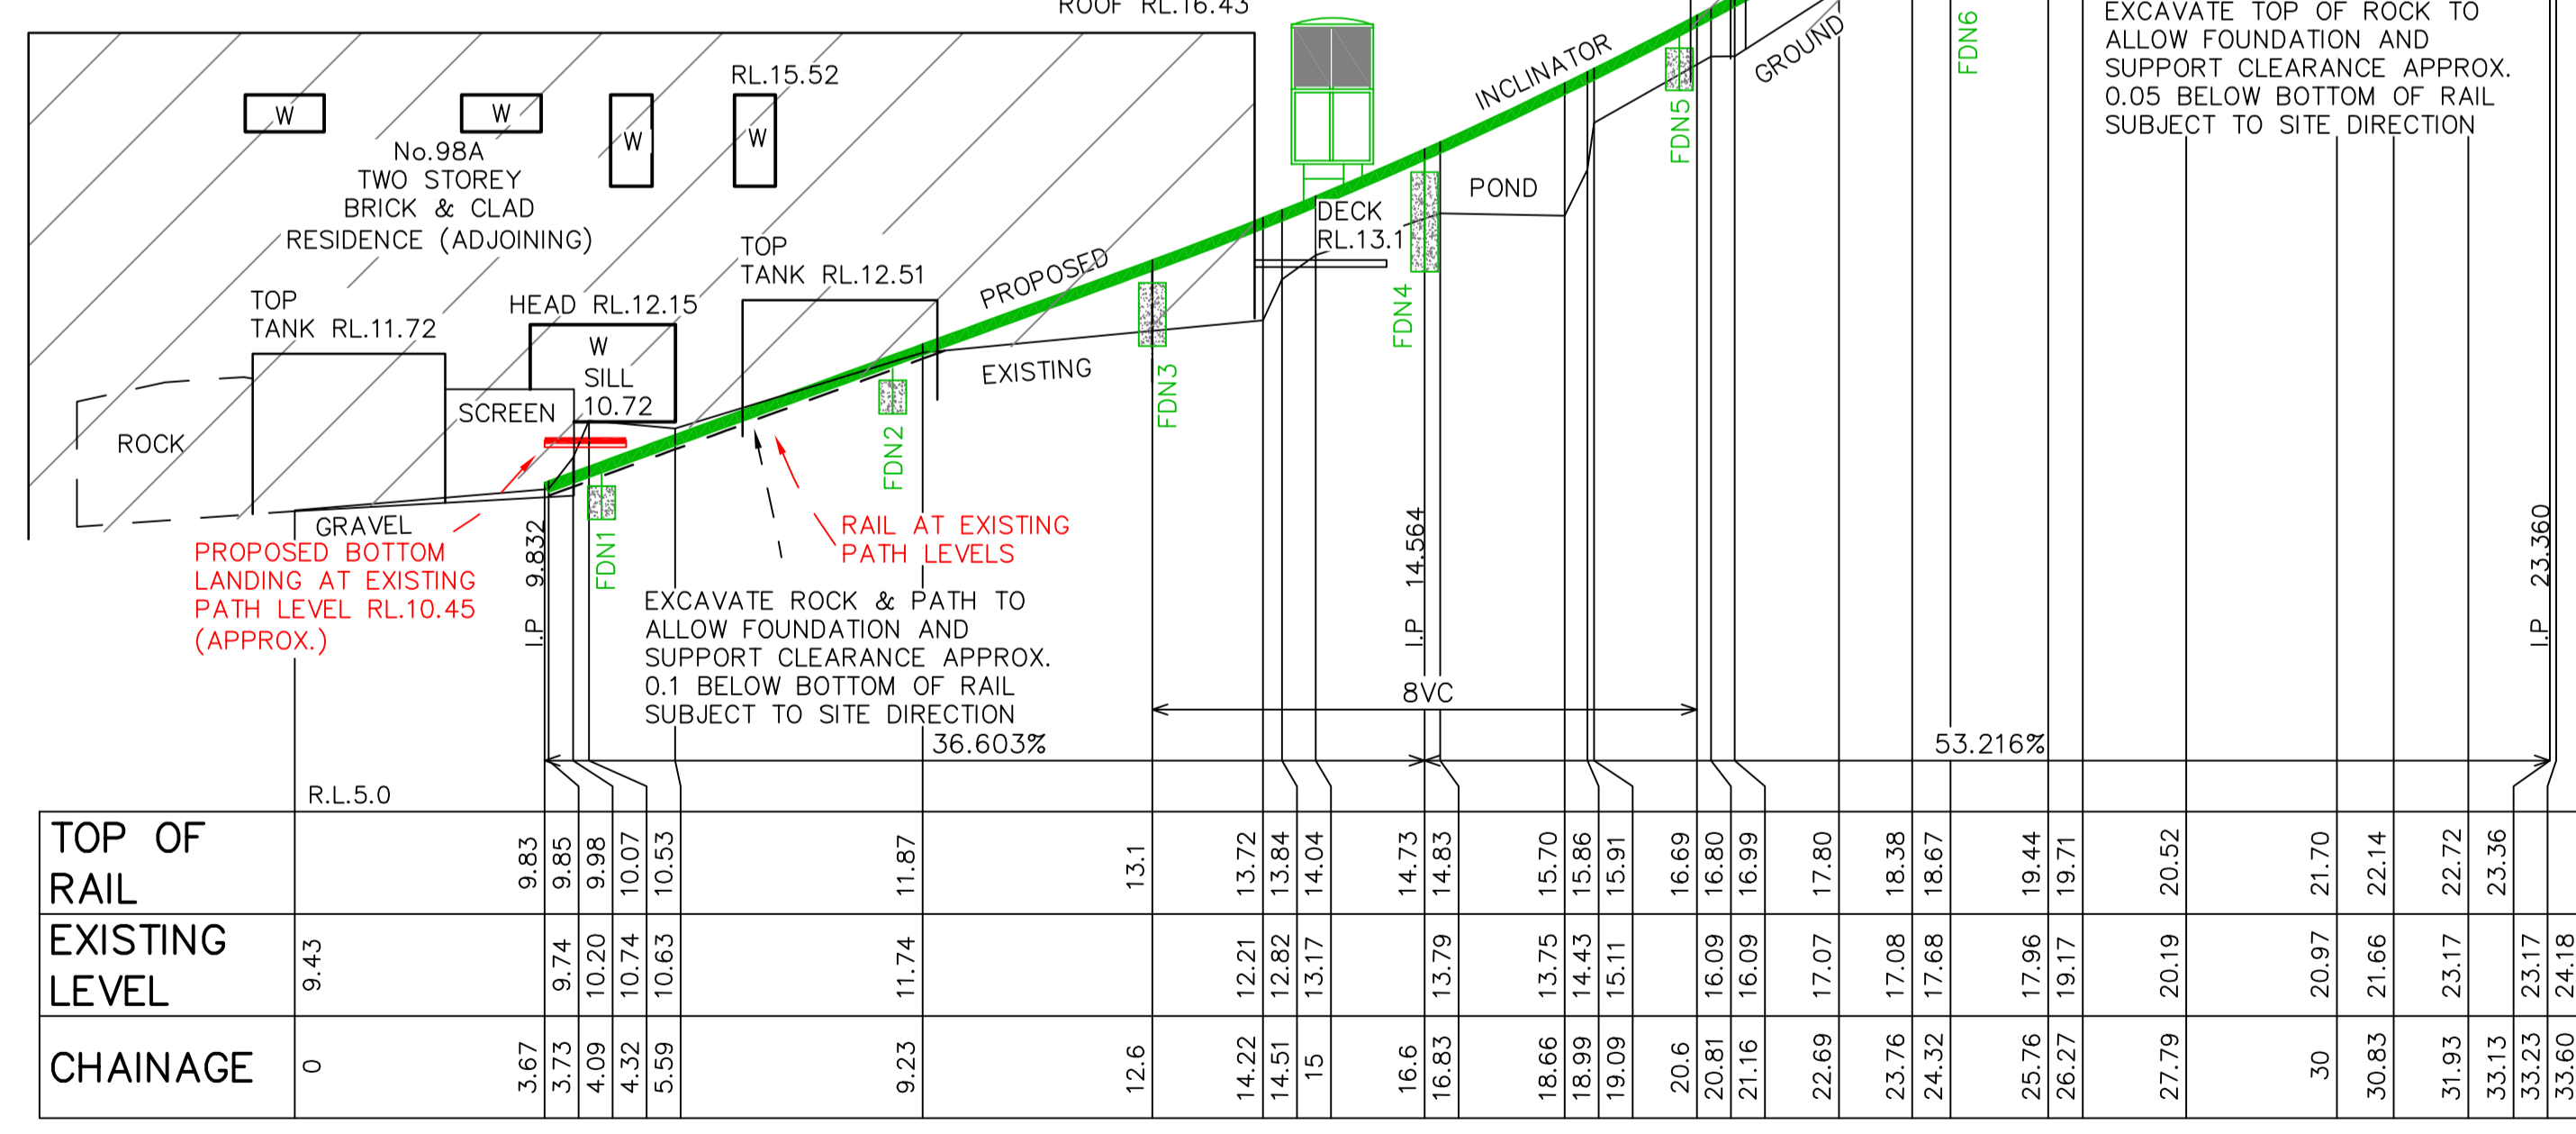 ROOF RL.16.43
EXCAVATE TOP OF ROCK TO
ALLOW FOUNDATION AND
SUPPORT CLEARANCE APPROX.
0.05 BELOW BOTTOM OF RAIL
SUBJECT TO SITE DIRECTION
FDN6
GROUND
INCLINATOR
RL.15.52
W
W
W
W
No.98A
TWO STOREY
BRICK & CLAD
RESIDENCE (ADJOINING)
FDN5
POND
DECK
RL.13.1
TOP
TANK RL.12.51
PROPOSED
TOP
TANK RL.11.72
HEAD RL.12.15
W
SILL
10.72
SCREEN
ROCK
EXISTING
FDN4
FDN3
FDN2
FDN1
GRAVEL
PROPOSED BOTTOM
LANDING AT EXISTING
PATH LEVEL RL.10.45
(APPROX.)
RAIL AT EXISTING
PATH LEVELS
I.P 9.832
I.P 14.564
I.P 23.360
EXCAVATE ROCK & PATH TO
ALLOW FOUNDATION AND
SUPPORT CLEARANCE APPROX.
0.1 BELOW BOTTOM OF RAIL
SUBJECT TO SITE DIRECTION
8VC
36.603%
53.216%
R.L.5.0
TOP OF
RAIL
9.83 9.85 9.98 10.07 10.53 11.87 13.1 13.72 13.84 14.04 14.73 14.83 15.70 15.86 15.91 16.69 16.80 16.99 17.80 18.38 18.67 19.44 19.71 20.52 21.70 22.14 22.72 23.36
EXISTING
LEVEL
9.43 9.74 10.20 10.74 10.63 11.74 12.21 12.82 13.17 13.79 13.75 14.43 15.11 16.09 16.09 17.07 17.08 17.68 17.96 19.17 20.19 20.97 21.66 23.17 23.17 24.18
CHAINAGE
0 3.67 3.73 4.09 4.32 5.59 9.23 12.6 14.22 14.51 15 16.6 16.83 18.66 18.99 19.09 20.6 20.81 21.16 22.69 23.76 24.32 25.76 26.27 27.79 30 30.83 31.93 33.13 33.23 33.60